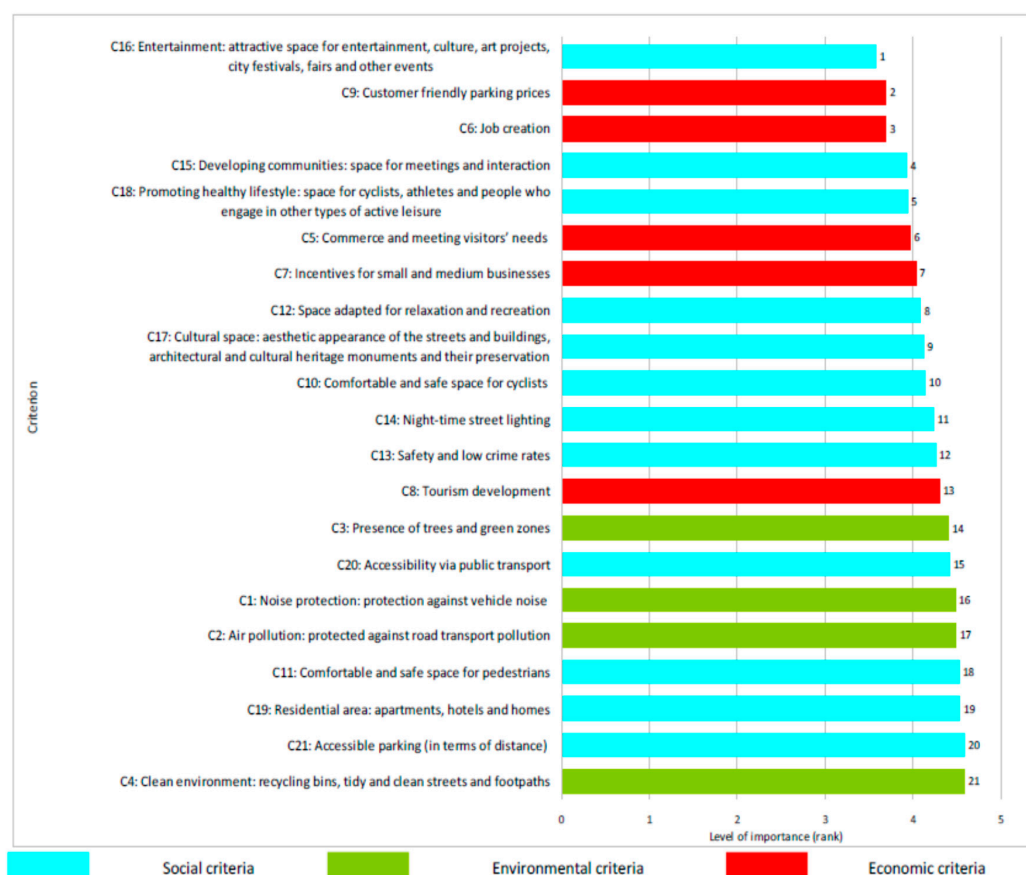 C16: Entertainment: attractive space for entertainment, culture, art projects,
city festivals, fairs and other events
1
C9: Customer friendly parking prices
2
C6: Job creation
3
C15: Developing communities: space for meetings and interaction
4
C18: Promoting healthy lifestyle: space for cyclists, athletes and people who
engage in other types of active leisure
5
C5: Commerce and meeting visitors’ needs
6
C7: Incentives for small and medium businesses
7
C12: Space adapted for relaxation and recreation
8
C17: Cultural space: aesthetic appearance of the streets and buildings,
architectural and cultural heritage monuments and their preservation
9
C10: Comfortable and safe space for cyclists
10
C14: Night-time street lighting
11
C13: Safety and low crime rates
12
C8: Tourism development
13
C3: Presence of trees and green zones
14
C20: Accessibility via public transport
15
C1: Noise protection: protection against vehicle noise
16
C2: Air pollution: protected against road transport pollution
17
C11: Comfortable and safe space for pedestrians
18
C19: Residential area: apartments, hotels and homes
19
C21: Accessible parking (in terms of distance)
20
C4: Clean environment: recycling bins, tidy and clean streets and footpaths
21
Criterion
0 1 2 3 4 5
Level of importance (rank)
Social criteria
Environmental criteria
Economic criteria